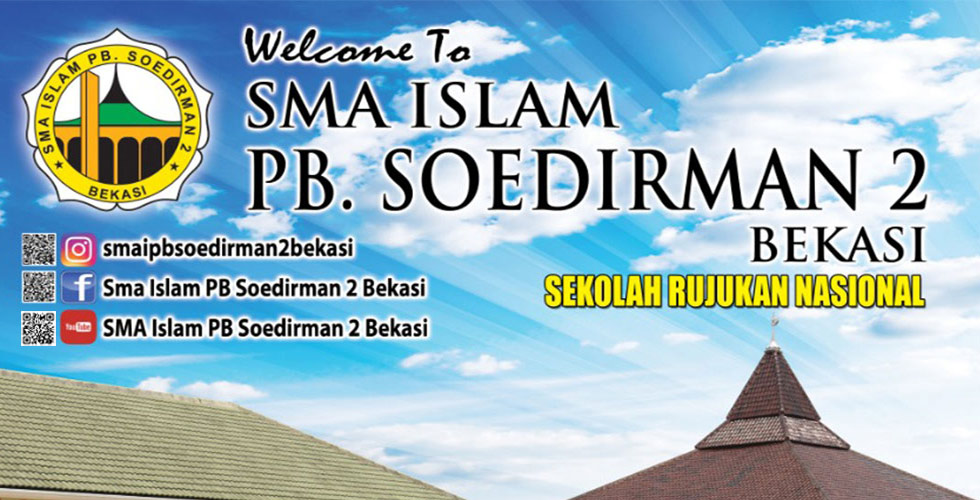 SMA ISLAM PB. SOEDIRMAN 2
BEKASI
Welcome To
SMA ISLAM
PB. SOEDIRMAN 2
BEKASI
SEKOLAH RUJUKAN NASIONAL
smaipbsoedirman2bekasi
f
Sma Islam PB Soedirman 2 Bekasi
YouTube
SMA Islam PB Soedirman 2 Bekasi